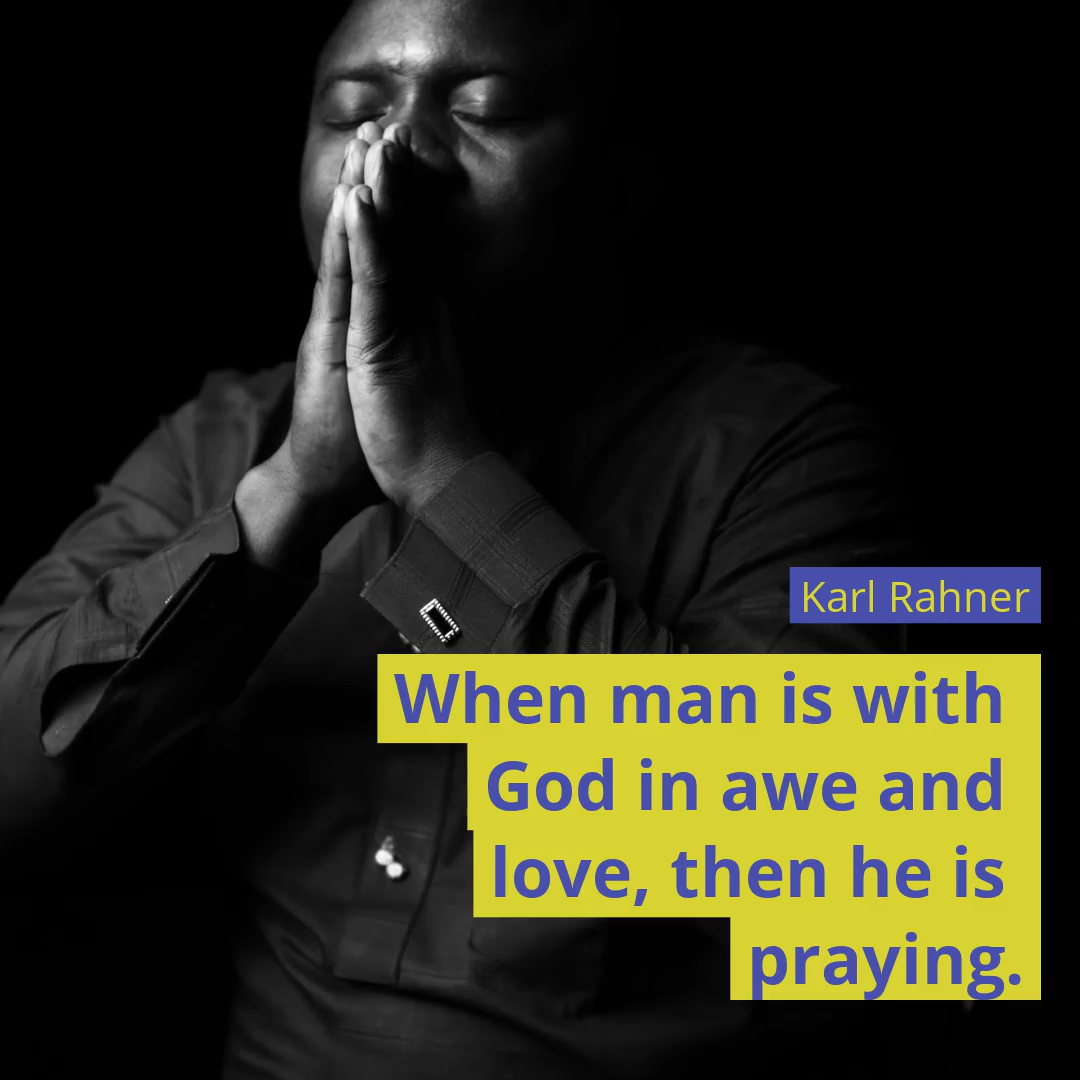 Karl Rahner
When man is with
God in awe and
love, then he is
praying.